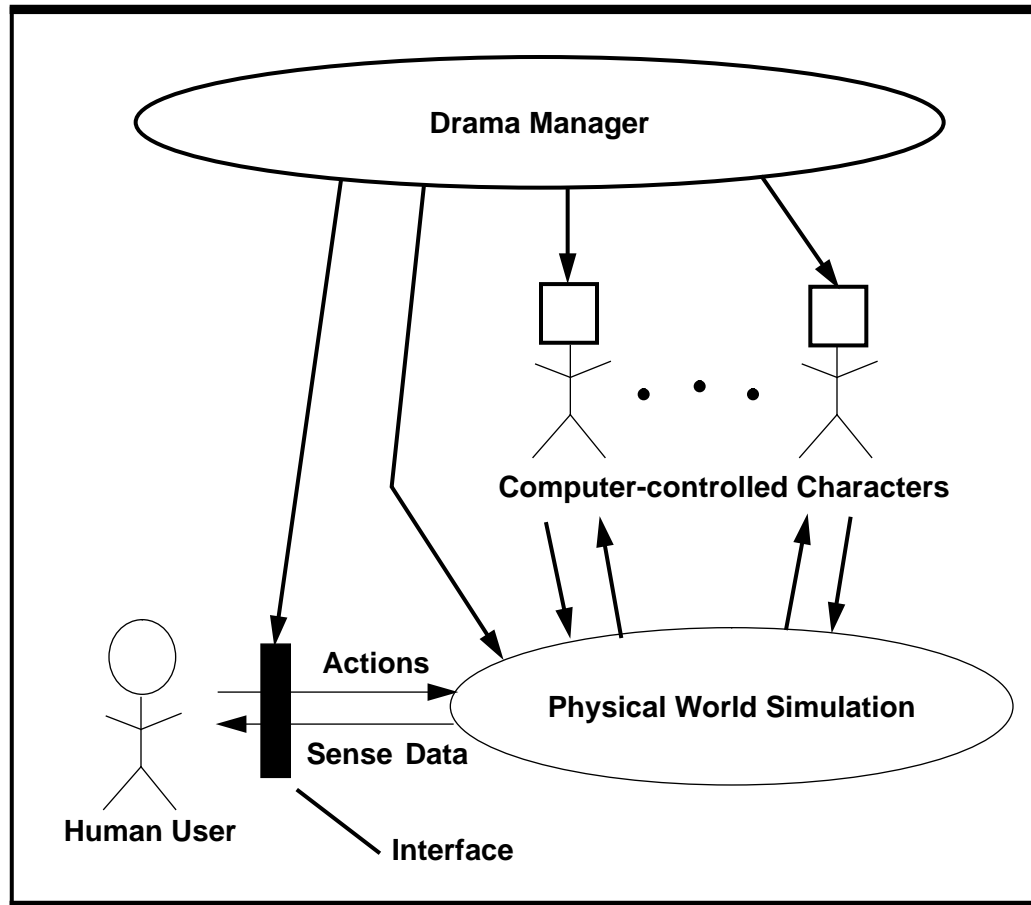 Drama Manager
Computer-controlled Characters
Actions
Physical World Simulation
Sense Data
Human User
Interface